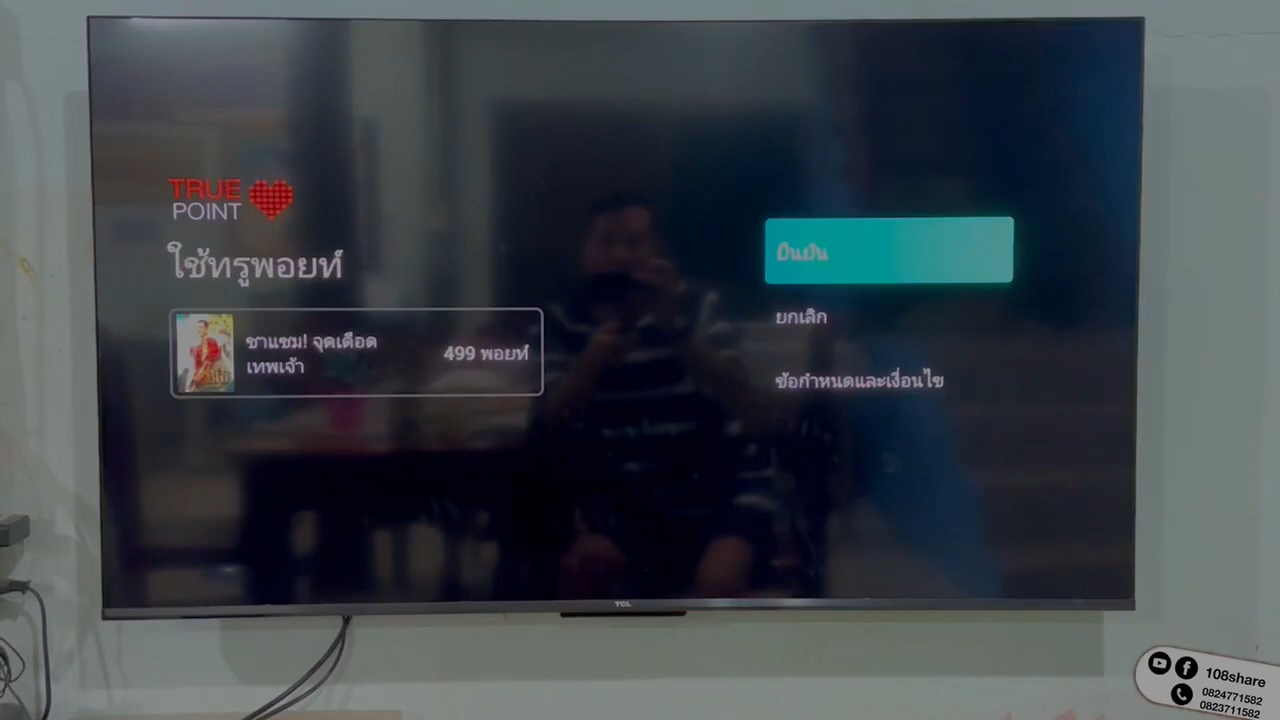 TRUE
POINT
ใช้ทรูพอยท์
ชาแซม! จุดเดือด
เทพเจ้า
499 พอยท์
ยืนยัน
ยกเลิก
ข้อกำหนดและเงื่อนไข
TCL
108share
0824771582
0823711582